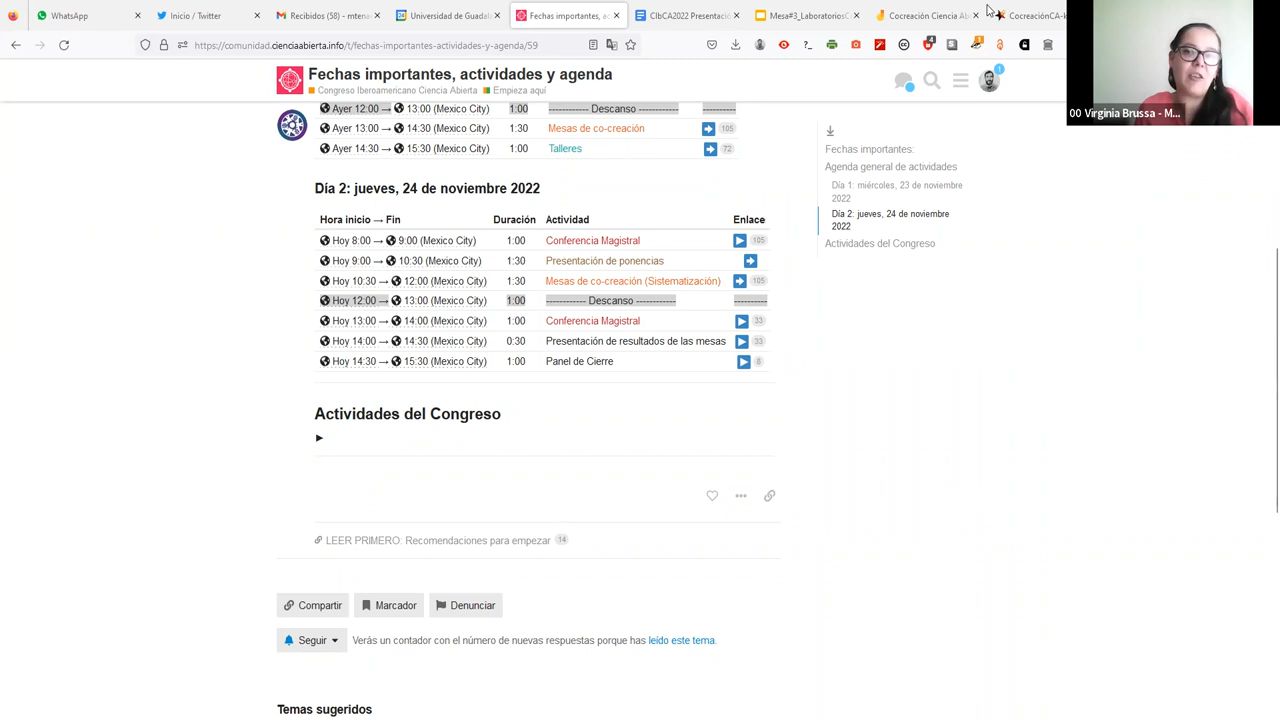 WhatsApp
Inicio / Twitter
Recibidos (58) - mtena
Universidad de Guadal
Fechas importantes, a
CIbCA2022 Presentació
Mesa#3_LaboratoriosC
Cocreación Ciencia Ab
CocreaciónCA-k
https://comunidad.cienciaabierta.info/t/fechas-importantes-actividades-y-agenda/59
00 Virginia Brussa - M...
Fechas importantes, actividades y agenda
Congreso Iberoamericano Ciencia Abierta Empieza aquí
1
Ayer 12:00 → 13:00 (Mexico City) 1:00 ------------ Descanso ------------ ----------
Ayer 13:00 → 14:30 (Mexico City) 1:30 Mesas de co-creación 105
Ayer 14:30 → 15:30 (Mexico City) 1:00 Talleres 72
Día 2: jueves, 24 de noviembre 2022
Hora inicio → Fin Duración Actividad Enlace
Hoy 8:00 → 9:00 (Mexico City) 1:00 Conferencia Magistral 105
Hoy 9:00 → 10:30 (Mexico City) 1:30 Presentación de ponencias
Hoy 10:30 → 12:00 (Mexico City) 1:30 Mesas de co-creación (Sistematización) 105
Hoy 12:00 → 13:00 (Mexico City) 1:00 ------------ Descanso ------------ ----------
Hoy 13:00 → 14:00 (Mexico City) 1:00 Conferencia Magistral 33
Hoy 14:00 → 14:30 (Mexico City) 0:30 Presentación de resultados de las mesas 33
Hoy 14:30 → 15:30 (Mexico City) 1:00 Panel de Cierre 8
Actividades del Congreso
LEER PRIMERO: Recomendaciones para empezar 14
Compartir Marcador Denunciar
Seguir Verás un contador con el número de nuevas respuestas porque has leído este tema.
Temas sugeridos
Fechas importantes:
Agenda general de actividades
Día 1: miércoles, 23 de noviembre
2022
Día 2: jueves, 24 de noviembre
2022
Actividades del Congreso